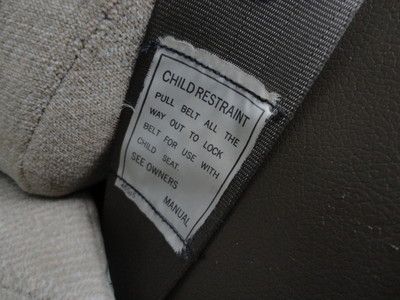 CHILD RESTRAINT
PULL BELT ALL THE
WAY OUT TO LOCK
BELT FOR USE WITH
CHILD SEAT.
SEE OWNERS
MANUAL